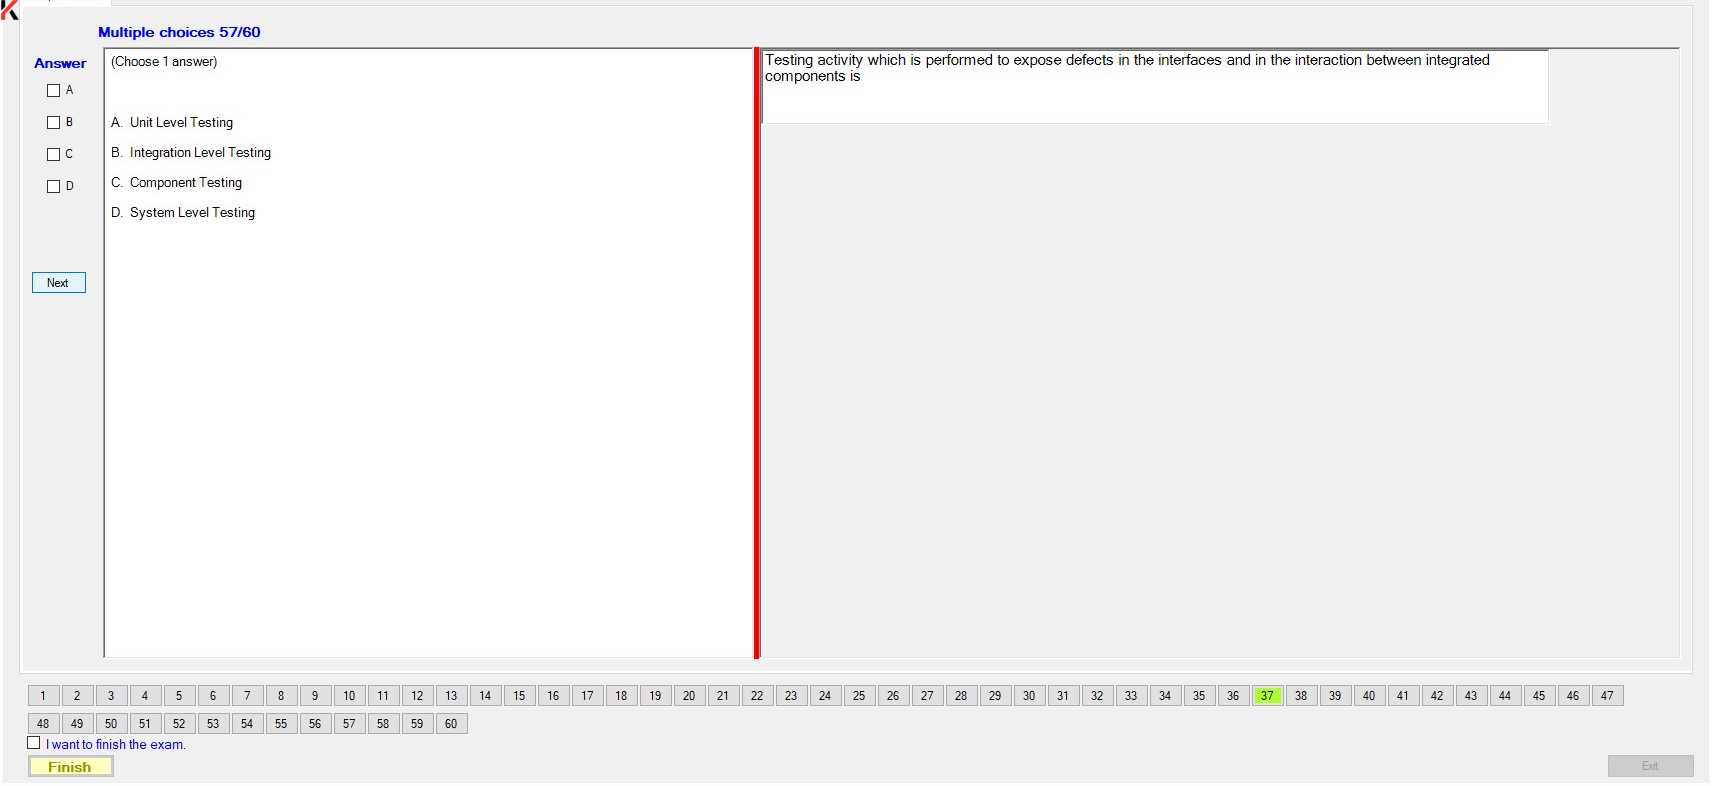 Multiple choices 57/60
Answer
(Choose 1 answer)
A
B
C
D
A. Unit Level Testing
B. Integration Level Testing
C. Component Testing
D. System Level Testing
Next
Testing activity which is performed to expose defects in the interfaces and in the interaction between integrated
components is
1 2 3 4 5 6 7 8 9 10 11 12 13 14 15 16 17 18 19 20 21 22 23 24 25 26 27 28 29 30 31 32 33 34 35 36 37 38 39 40 41 42 43 44 45 46 47
48 49 50 51 52 53 54 55 56 57 58 59 60
I want to finish the exam.
Finish
Exit